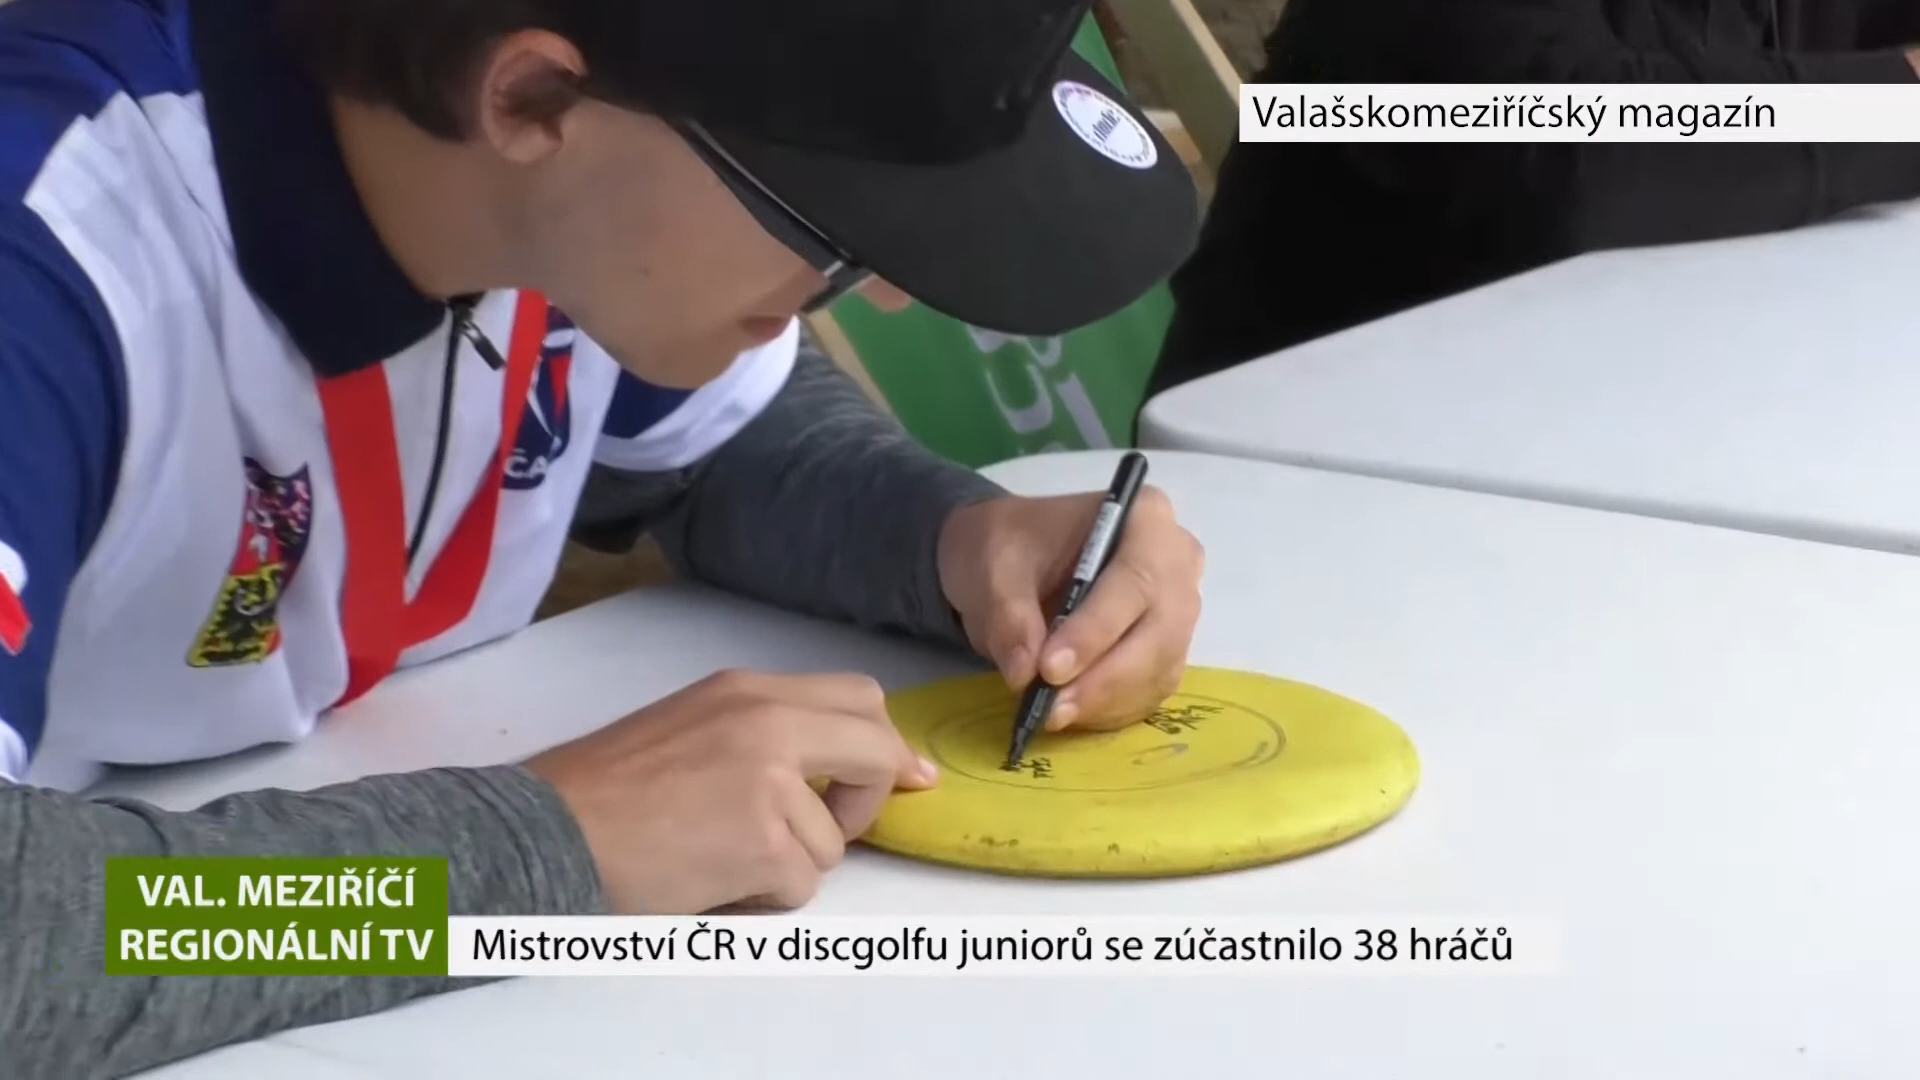 Valašskomeziříčský magazín
VAL. MEZIŘÍČÍ
REGIONÁLNÍ TV
Mistrovství ČR v discgolfu juniorů se zúčastnilo 38 hráčů